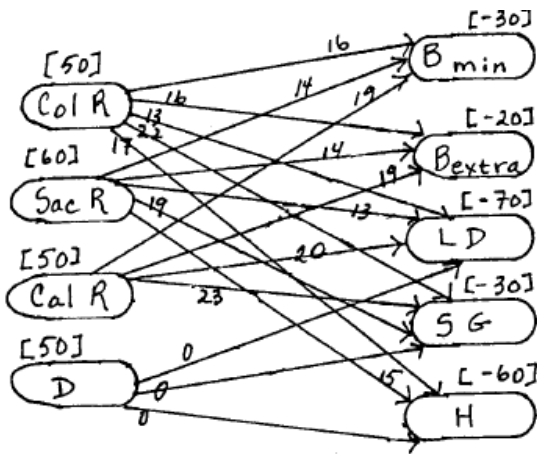 [50]
Col R
[60]
Sac R
[50]
Cal R
[50]
D
16
14
19
16
13
22
17
14
19
19
13
20
23
0
0
0
15
[-30]
B min
[-20]
B extra
[-70]
LD
[-30]
SG
[-60]
H